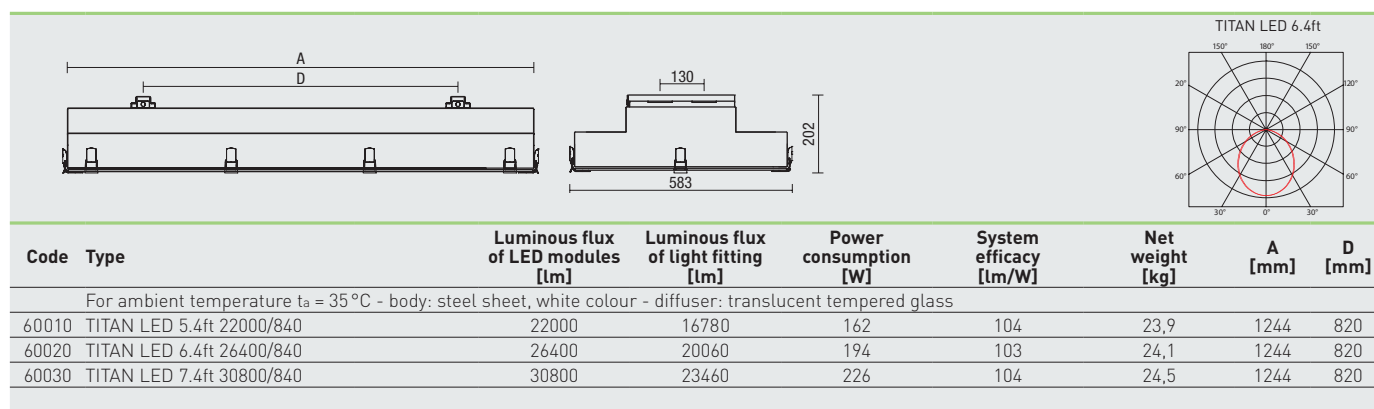 TITAN LED 6.4ft
150° 180° 150°
20° 120°
90° 90°
60° 60°
30° 0° 30°
A
D
130
202
583
Code Type Luminous flux of LED modules [lm] Luminous flux of light fitting [lm] Power consumption [W] System efficacy [lm/W] Net weight [kg] A [mm] D [mm]
For ambient temperature ta = 35°C - body: steel sheet, white colour - diffuser: translucent tempered glass
60010 TITAN LED 5.4ft 22000/840 22000 16780 162 104 23,9 1244 820
60020 TITAN LED 6.4ft 26400/840 26400 20060 194 103 24,1 1244 820
60030 TITAN LED 7.4ft 30800/840 30800 23460 226 104 24,5 1244 820